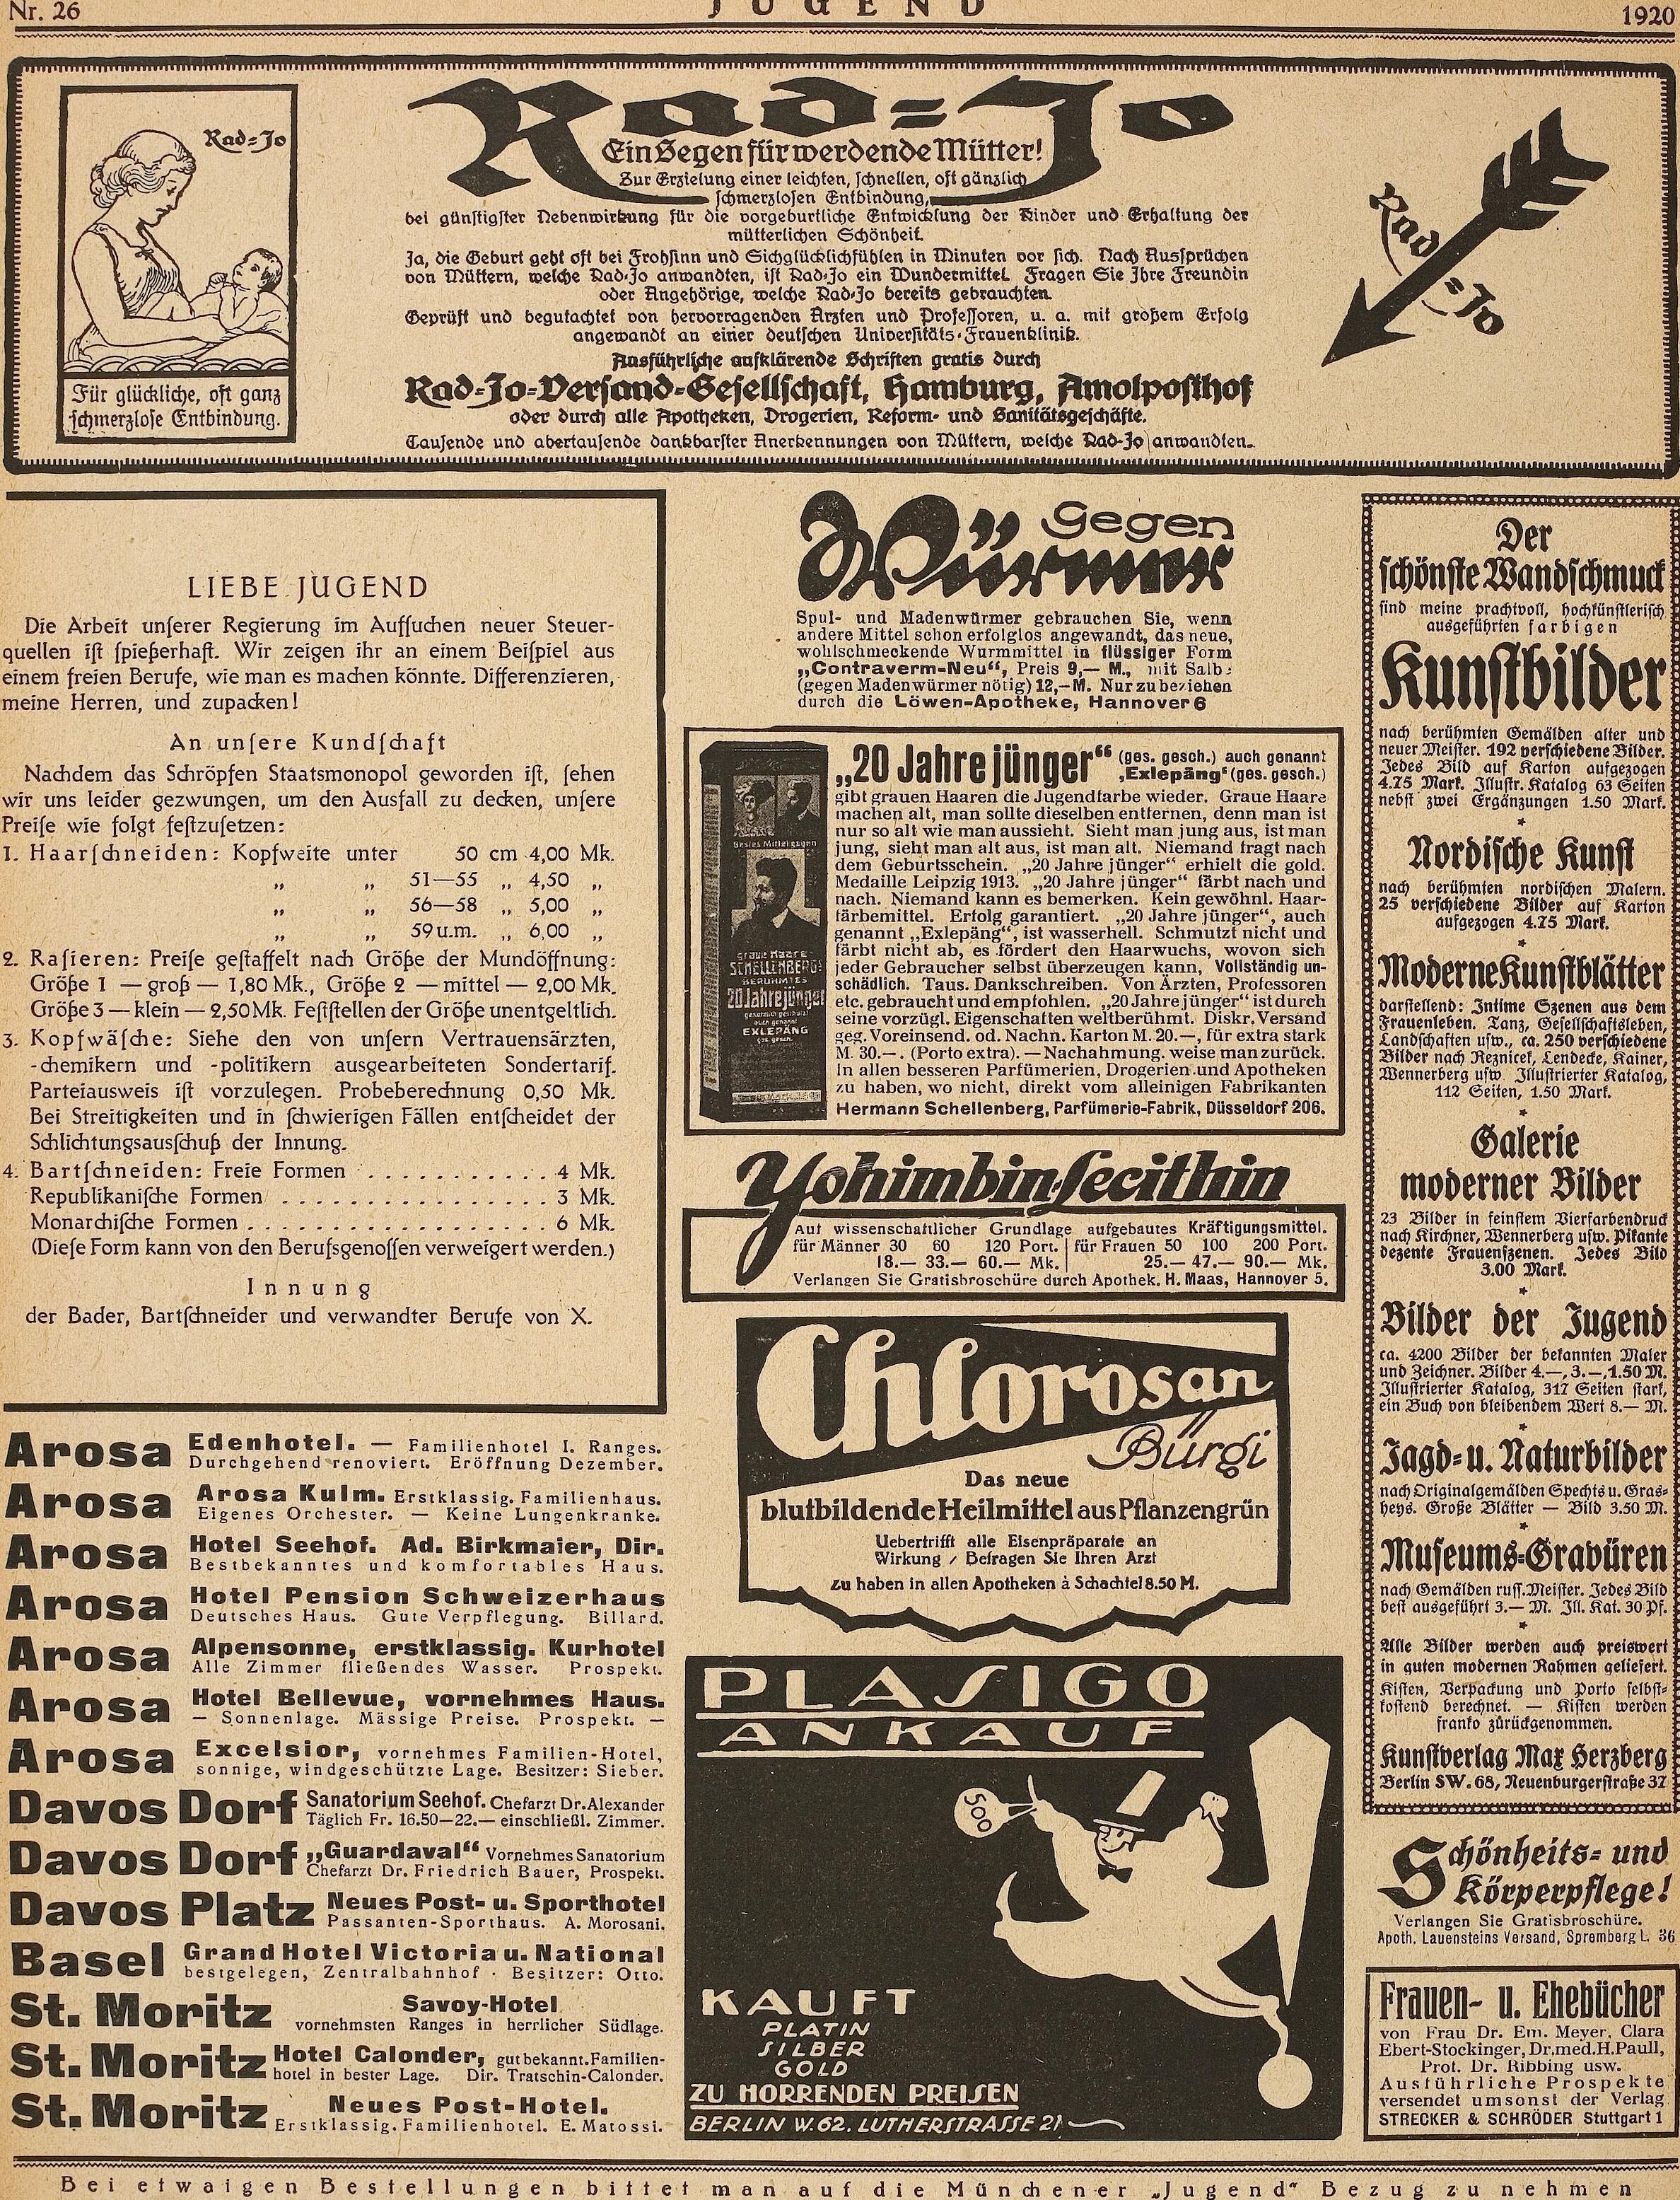 Nr. 26
JUGEND
1920
Rad=Jo
Rad=Jo
Ein Segen für werdende Mütter!
Zur Erzielung einer leichten, schnellen, oft gänzlich
schmerzlosen Entbindung,
bei günstigster Nebenwirkung für die vorgeburtliche Entwicklung der Kinder und Erhaltung der
mütterlichen Schönheit.
Ja, die Geburt geht oft bei Frohsinn und Sichglücklichfühlen in Minuten vor sich. Nach Aussprüchen
von Müttern, welche Rad-Jo anwandten, ist Rad-Jo ein Wundermittel. Fragen Sie Ihre Freundin
oder Angehörige, welche Rad-Jo bereits gebrauchten.
Geprüft und begutachtet von hervorragenden Ärzten und Professoren, u. a. mit großem Erfolg
angewandt an einer deutschen Universitäts-Frauenklinik.
Ausführliche aufklärende Schriften gratis durch
Rad-Jo-Versand-Gesellschaft, Hamburg, Amolposthof
oder durch alle Apotheken, Drogerien, Reform- und Sanitätsgeschäfte.
Tausende und abertausende dankbarster Anerkennungen von Müttern, welche Rad-Jo anwandten.
Für glückliche, oft ganz
schmerzlose Entbindung.
Rad=Jo
LIEBE JUGEND
Die Arbeit unserer Regierung im Aufsuchen neuer Steuer-
quellen ist spießerhaft. Wir zeigen ihr an einem Beispiel aus
einem freien Berufe, wie man es machen könnte. Differenzieren,
meine Herren, und zupacken!
An unsere Kundschaft
Nachdem das Schröpfen Staatsmonopol geworden ist, sehen
wir uns leider gezwungen, um den Ausfall zu decken, unsere
Preise wie folgt festzusetzen:
1. Haarschneiden: Kopfweite unter 50 cm 4,00 Mk.
„ „ 51—55 „ 4,50 „
„ „ 56—58 „ 5,00 „
„ „ 59 u.m. „ 6,00 „
2. Rasieren: Preise gestaffelt nach Größe der Mundöffnung:
Größe 1 — groß — 1,80 Mk., Größe 2 — mittel — 2,00 Mk.
Größe 3 — klein — 2,50 Mk. Feststellen der Größe unentgeltlich.
3. Kopfwäsche: Siehe den von unsern Vertrauensärzten,
-chemikern und -politikern ausgearbeiteten Sondertarif.
Parteiausweis ist vorzulegen. Probeberechnung 0,50 Mk.
Bei Streitigkeiten und in schwierigen Fällen entscheidet der
Schlichtungsausschuß der Innung.
4. Bartschneiden: Freie Formen . . . . . . . . . . . 4 Mk.
Republikanische Formen . . . . . . . . . . . . . . . 3 Mk.
Monarchische Formen . . . . . . . . . . . . . . . . . 6 Mk.
(Diese Form kann von den Berufsgenossen verweigert werden.)
Innung
der Bader, Bartschneider und verwandter Berufe von X.
Arosa Edenhotel. — Familienhotel I. Ranges.
Durchgehend renoviert. Eröffnung Dezember.
Arosa Arosa Kulm. Erstklassig. Familienhaus.
Eigenes Orchester. — Keine Lungenkranke.
Arosa Hotel Seehof. Ad. Birkmaier, Dir.
Bestbekanntes und komfortables Haus.
Arosa Hotel Pension Schweizerhaus
Deutsches Haus. Gute Verpflegung. Billard.
Arosa Alpensonne, erstklassig. Kurhotel
Alle Zimmer fließendes Wasser. Prospekt.
Arosa Hotel Bellevue, vornehmes Haus.
— Sonnenlage. Mässige Preise. Prospekt. —
Arosa Excelsior, vornehmes Familien-Hotel,
sonnige, windgeschützte Lage. Besitzer: Sieber.
Davos Dorf Sanatorium Seehof. Chefarzt Dr. Alexander
Täglich Fr. 16.50—22.— einschließl. Zimmer.
Davos Dorf „Guardaval“ Vornehmes Sanatorium
Chefarzt Dr. Friedrich Bauer, Prospekt.
Davos Platz Neues Post- u. Sporthotel
Passanten-Sporthaus. A. Morosani.
Basel Grand Hotel Victoria u. National
bestgelegen, Zentralbahnhof · Besitzer: Otto.
St. Moritz Savoy-Hotel
vornehmsten Ranges in herrlicher Südlage.
St. Moritz Hotel Calonder, gut bekannt. Familien-
hotel in bester Lage. Dir. Tratschin-Calonder.
St. Moritz Neues Post-Hotel.
Erstklassig. Familienhotel. E. Matossi.
gegen
Würmer
Spul- und Madenwürmer gebrauchen Sie, wenn
andere Mittel schon erfolglos angewandt, das neue,
wohlschmeckende Wurmmittel in flüssiger Form
„Contraverm-Neu“, Preis 9,— M., mit Salbe
(gegen Madenwürmer nötig) 12,—M. Nur zu beziehen
durch die Löwen-Apotheke, Hannover 6
Bestes Mittel gegen
graue Haare
SCHELLENBERG'S
BERÜHMTES
20 Jahre jünger
gesetzlich geschützt
auch genannt
EXLEPÄNG
ges. gesch.
„20 Jahre jünger“ (ges. gesch.) auch genannt
„Exlepäng“ (ges. gesch.)
gibt grauen Haaren die Jugendfarbe wieder. Graue Haare
machen alt, man sollte dieselben entfernen, denn man ist
nur so alt wie man aussieht. Sieht man jung aus, ist man
jung, sieht man alt aus, ist man alt. Niemand fragt nach
dem Geburtsschein. „20 Jahre jünger“ erhielt die gold.
Medaille Leipzig 1913. „20 Jahre jünger“ färbt nach und
nach. Niemand kann es bemerken. Kein gewöhnl. Haar-
färbemittel. Erfolg garantiert. „20 Jahre jünger“, auch
genannt „Exlepäng“, ist wasserhell. Schmutzt nicht und
färbt nicht ab, es fördert den Haarwuchs, wovon sich
jeder Gebraucher selbst überzeugen kann, Vollständig un-
schädlich. Taus. Dankschreiben. Von Ärzten, Professoren
etc. gebraucht und empfohlen. „20 Jahre jünger“ ist durch
seine vorzügl. Eigenschaften weltberühmt. Diskr. Versand
geg. Voreinsend. od. Nachn. Karton M. 20.—, für extra stark
M. 30.—. (Porto extra). — Nachahmung. weise man zurück.
In allen besseren Parfümerien, Drogerien und Apotheken
zu haben, wo nicht, direkt vom alleinigen Fabrikanten
Hermann Schellenberg, Parfümerie-Fabrik, Düsseldorf 206.
Yohimbin-Lecithin
Auf wissenschaftlicher Grundlage aufgebautes Kräftigungsmittel.
für Männer 30 60 120 Port. | für Frauen 50 100 200 Port.
18.— 33.— 60.— Mk. | 25.— 47.— 90.— Mk.
Verlangen Sie Gratisbroschüre durch Apothek. H. Maas, Hannover 5.
Chlorosan
Bürgi
Das neue
blutbildende Heilmittel aus Pflanzengrün
Uebertrifft alle Eisenpräparate an
Wirkung / Befragen Sie Ihren Arzt
Zu haben in allen Apotheken à Schachtel 8.50 M.
PLASIGO
ANKAUF
500
KAUFT
PLATIN
SILBER
GOLD
ZU HORRENDEN PREISEN
BERLIN W.62. LUTHERSTRASSE 21
Der
schönste Wandschmuck
sind meine prachtvoll, hochkünstlerisch
ausgeführten farbigen
Kunstbilder
nach berühmten Gemälden alter und
neuer Meister. 192 verschiedene Bilder.
Jedes Bild auf Karton aufgezogen
4.75 Mark. Illustr. Katalog 63 Seiten
nebst zwei Ergänzungen 1.50 Mark.
*
Nordische Kunst
nach berühmten nordischen Malern.
25 verschiedene Bilder auf Karton
aufgezogen 4.75 Mark.
*
Moderne Kunstblätter
darstellend: Intime Szenen aus dem
Frauenleben. Tanz, Gesellschaftsleben,
Landschaften usw., ca. 250 verschiedene
Bilder nach Reznicek, Lendecke, Kainer,
Wennerberg usw Illustrierter Katalog,
112 Seiten, 1.50 Mark.
*
Galerie
moderner Bilder
23 Bilder in feinstem Vierfarbendruck
nach Kirchner, Wennerberg usw. Pikante
dezente Frauenszenen. Jedes Bild
3.00 Mark.
*
Bilder der Jugend
ca. 4200 Bilder der bekannten Maler
und Zeichner. Bilder 4.—, 3.—, 1.50 M.
Illustrierter Katalog, 317 Seiten stark,
ein Buch von bleibendem Wert 8.— M.
*
Jagd- u. Naturbilder
nach Originalgemälden Spechts u. Gras-
heys. Große Blätter — Bild 3.50 M.
*
Museums-Gravüren
nach Gemälden russ. Meister. Jedes Bild
best ausgeführt 3.— M. Ill. Kat. 30 Pf.
*
Alle Bilder werden auch preiswert
in guten modernen Rahmen geliefert.
Kisten, Verpackung und Porto selbst-
kostend berechnet. — Kisten werden
franko zurückgenommen.
Kunstverlag Max Herzberg
Berlin SW. 68, Neuenburgerstraße 37
Schönheits- und
Körperpflege!
Verlangen Sie Gratisbroschüre.
Apoth. Lauensteins Versand, Spremberg L. 36
Frauen- u. Ehebücher
von Frau Dr. Em. Meyer, Clara
Ebert-Stockinger, Dr. med. H. Paull,
Prof. Dr. Ribbing usw.
Ausführliche Prospekte
versendet umsonst der Verlag
STRECKER & SCHRÖDER Stuttgart 1
Bei etwaigen Bestellungen bittet man auf die Münchener „Jugend“ Bezug zu nehmen